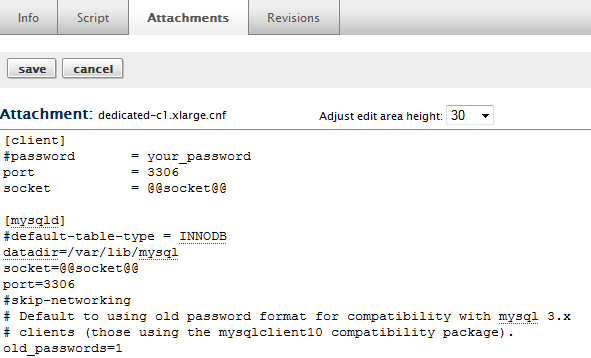 Info Script Attachments Revisions
save cancel
Attachment: dedicated-c1.xlarge.cnf Adjust edit area height: 30
[client]
#password = your_password
port = 3306
socket = @@socket@@
[mysqld]
#default-table-type = INNODB
datadir=/var/lib/mysql
socket=@@socket@@
port=3306
#skip-networking
# Default to using old password format for compatibility with mysql 3.x
# clients (those using the mysqlclient10 compatibility package).
old_passwords=1